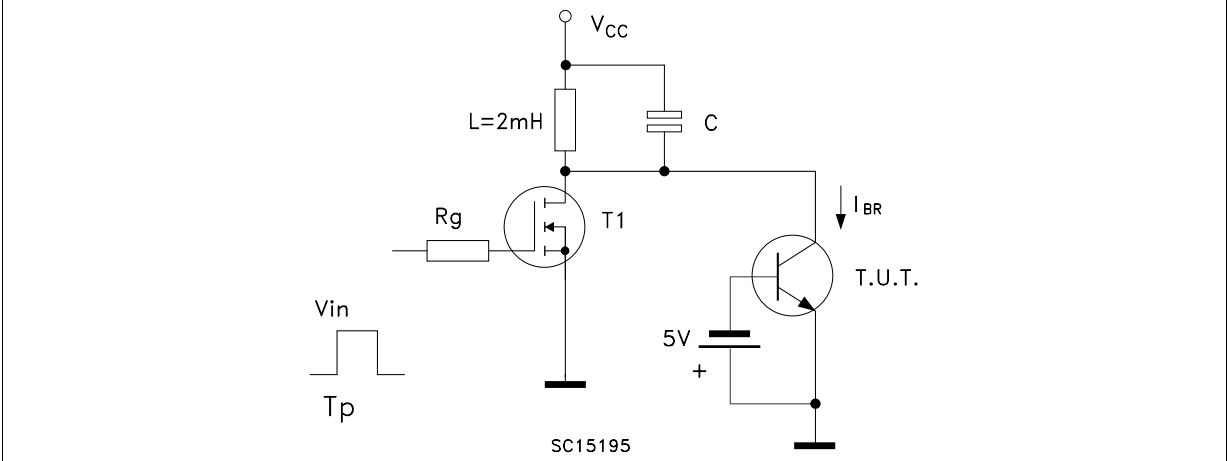 VCC
L=2mH
C
Rg
T1
IBR
T.U.T.
Vin
5V
+
Tp
SC15195